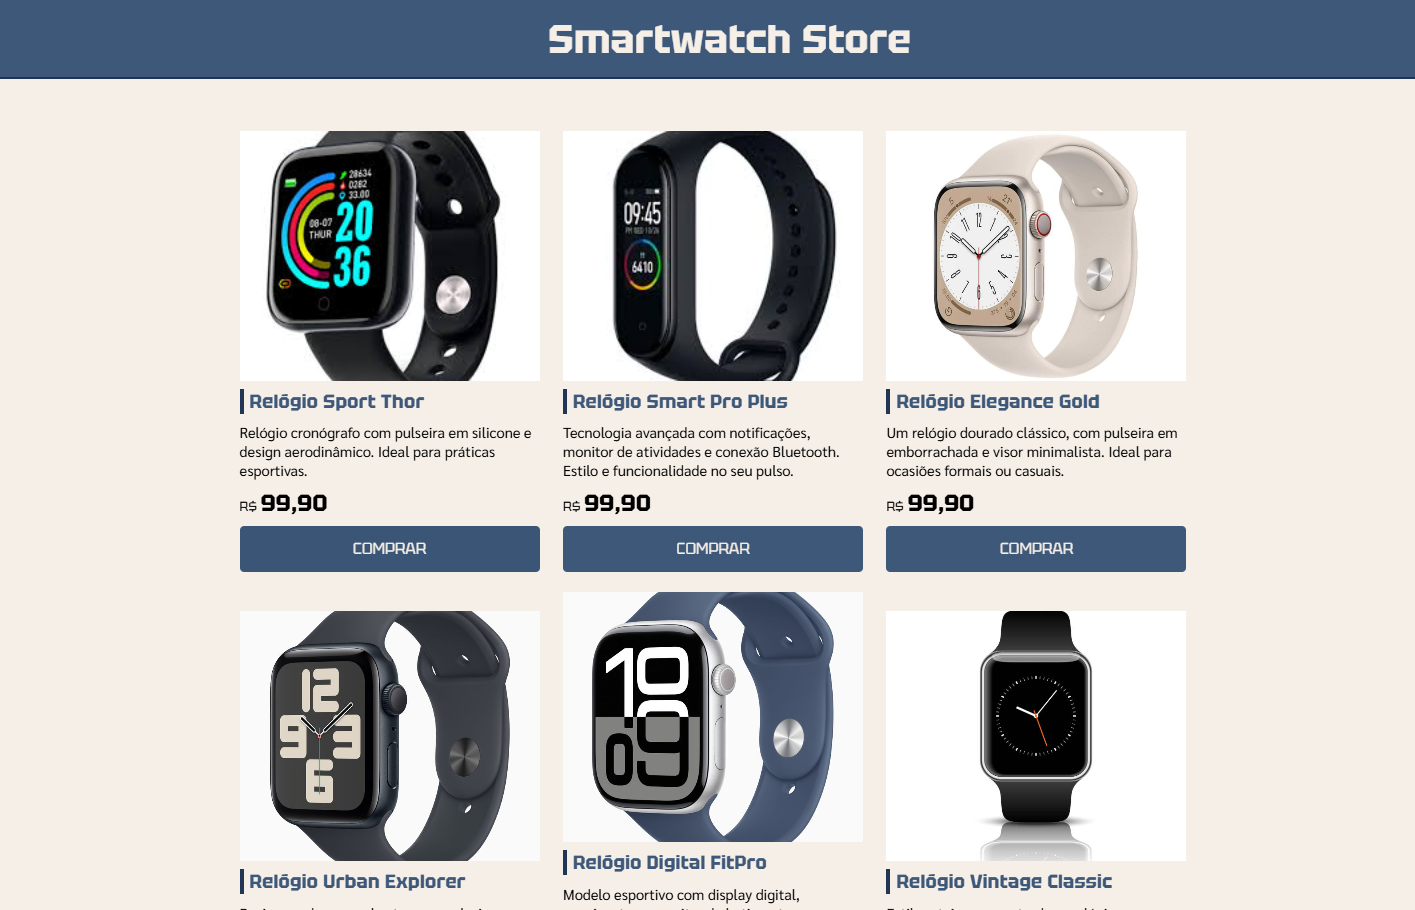 Smartwatch Store
28634
0282
33.00
08-07
THUR
20
36
09:45
6410
Relógio Sport Thor
Relógio cronógrafo com pulseira em silicone e
design aerodinâmico. Ideal para práticas
esportivas.
R$ 99,90
COMPRAR
Relógio Smart Pro Plus
Tecnologia avançada com notificações,
monitor de atividades e conexão Bluetooth.
Estilo e funcionalidade no seu pulso.
R$ 99,90
COMPRAR
Relógio Elegance Gold
Um relógio dourado clássico, com pulseira em
emborrachada e visor minimalista. Ideal para
ocasiões formais ou casuais.
R$ 99,90
COMPRAR
12
9 3
6
Relógio Urban Explorer
10
09
Relógio Digital FitPro
Modelo esportivo com display digital,
Relógio Vintage Classic